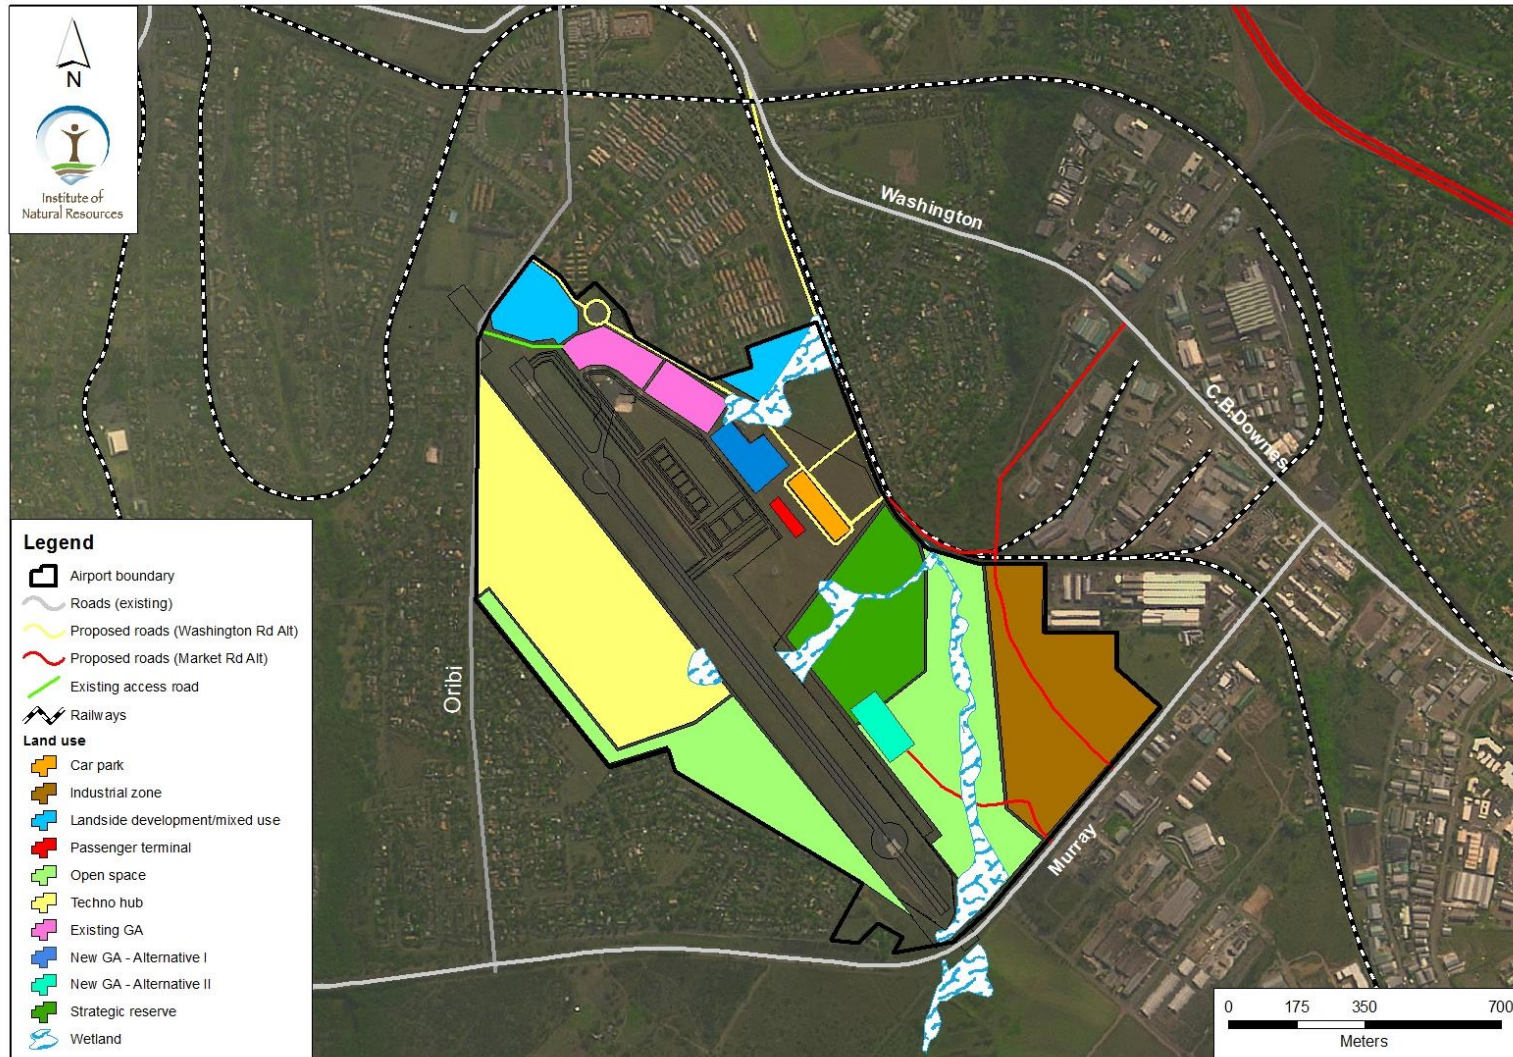 N
Institute of
Natural Resources
Washington
C.B.Downes
Oribi
Murray
Legend
Airport boundary
Roads (existing)
Proposed roads (Washington Rd Alt)
Proposed roads (Market Rd Alt)
Existing access road
Railways
Land use
Car park
Industrial zone
Landside development/mixed use
Passenger terminal
Open space
Techno hub
Existing GA
New GA - Alternative I
New GA - Alternative II
Strategic reserve
Wetland
0 175 350 700
Meters